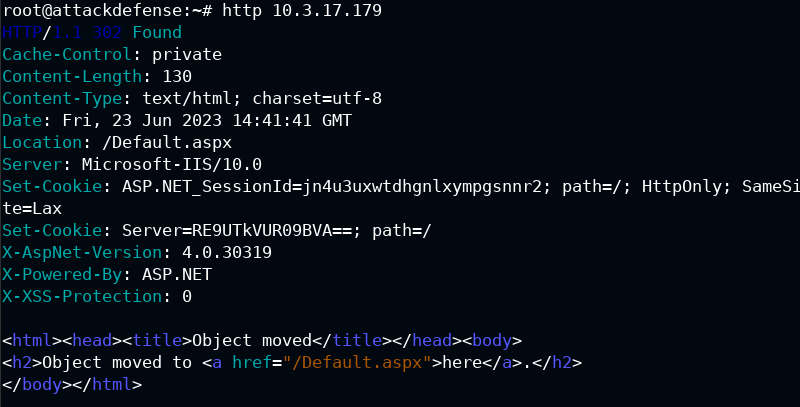 root@attackdefense:~# http 10.3.17.179
HTTP/1.1 302 Found
Cache-Control: private
Content-Length: 130
Content-Type: text/html; charset=utf-8
Date: Fri, 23 Jun 2023 14:41:41 GMT
Location: /Default.aspx
Server: Microsoft-IIS/10.0
Set-Cookie: ASP.NET_SessionId=jn4u3uxwtdhgnlxympgsnnr2; path=/; HttpOnly; SameSi
te=Lax
Set-Cookie: Server=RE9UTkVUR09BVA==; path=/
X-AspNet-Version: 4.0.30319
X-Powered-By: ASP.NET
X-XSS-Protection: 0
<html><head><title>Object moved</title></head><body>
<h2>Object moved to <a href="/Default.aspx">here</a>.</h2>
</body></html>